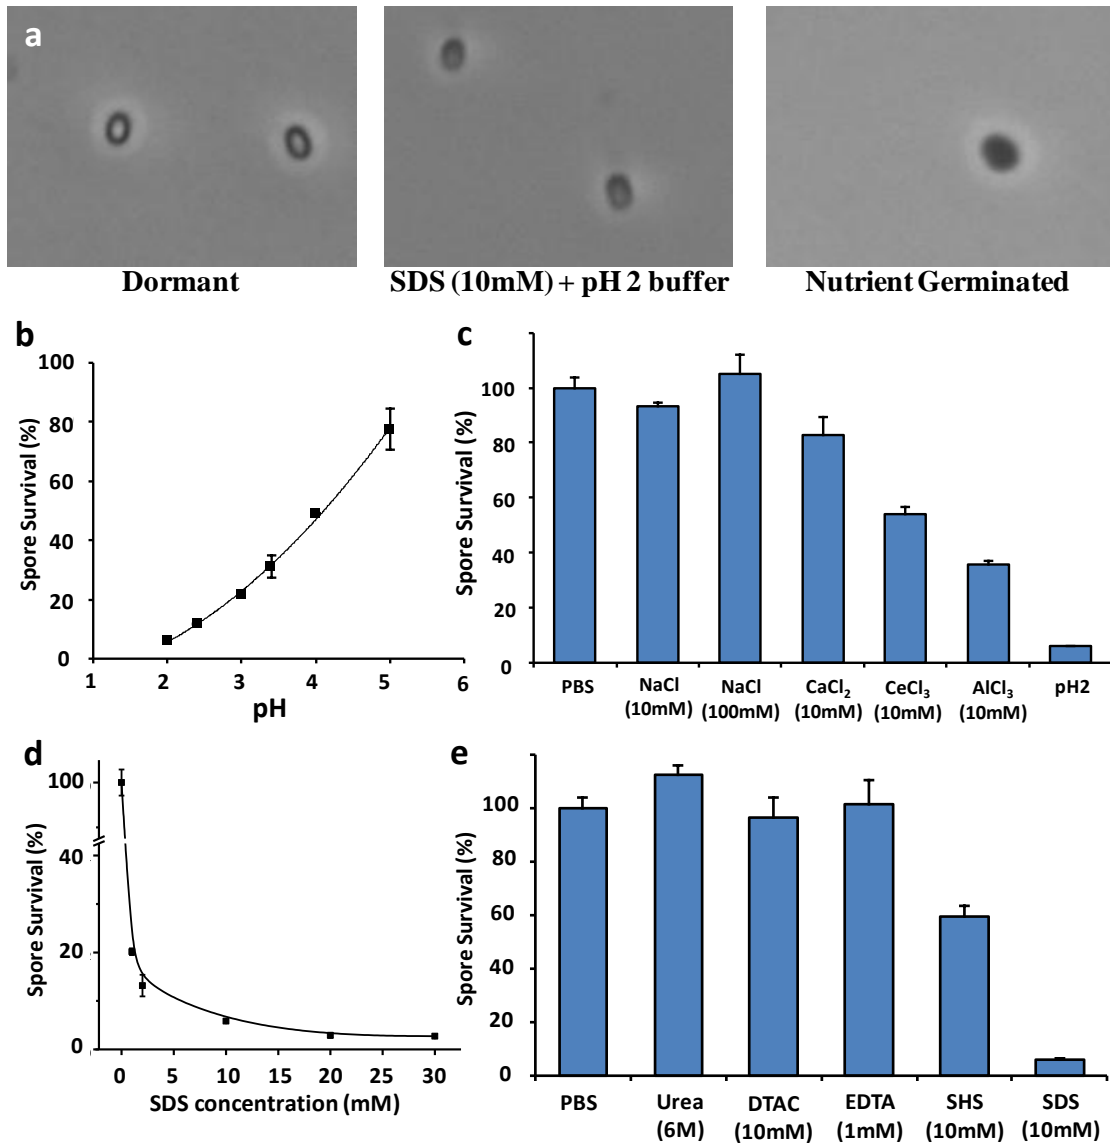 a
Dormant
SDS (10mM) + pH 2 buffer
Nutrient Germinated
b
Spore Survival (%)
100
80
60
40
20
0
1 2 3 4 5 6
pH
c
Spore Survival (%)
100
80
60
40
20
0
PBS
NaCl
(10mM)
NaCl
(100mM)
CaCl₂
(10mM)
CeCl₃
(10mM)
AlCl₃
(10mM)
pH2
d
Spore Survival (%)
100
40
20
0
0 5 10 15 20 25 30
SDS concentration (mM)
e
Spore Survival (%)
100
80
60
40
20
0
PBS
Urea
(6M)
DTAC
(10mM)
EDTA
(1mM)
SHS
(10mM)
SDS
(10mM)